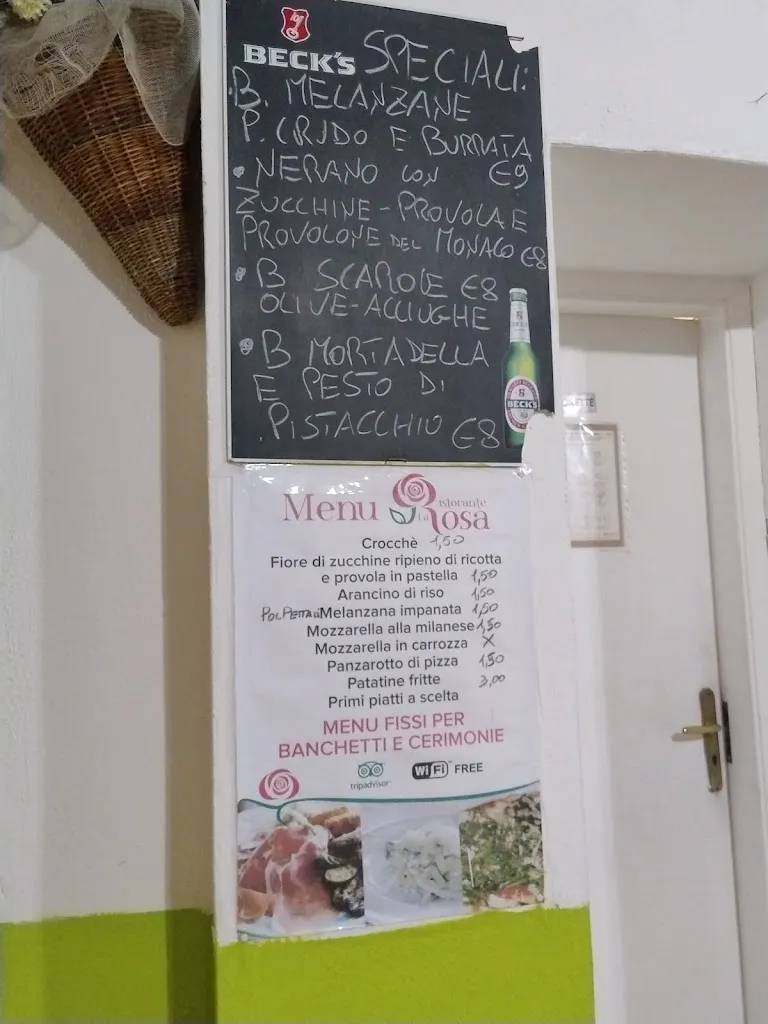 BECK'S SPECIALI:
B. MELANZANE
P. CRUDO E BURRATA
• NERANO CON €9
ZUCCHINE - PROVOLA E
PROVOLONE DEL MONACO €8
• B SCAROLE €8
OLIVE - ACCIUGHE
• B MORTADELLA
E PESTO DI
PISTACCHIO €8
BECK'S
Menu Ristorante La Rosa
Crocchè 1,50
Fiore di zucchine ripieno di ricotta
e provola in pastella 1,50
Arancino di riso 1,50
Melanzana impanata 1,50
Mozzarella alla milanese 1,50
Mozzarella in carrozza X
Panzarotto di pizza 1,50
Patatine fritte 3,00
Primi piatti a scelta
MENU FISSI PER
BANCHETTI E CERIMONIE
tripadvisor
WiFi FREE